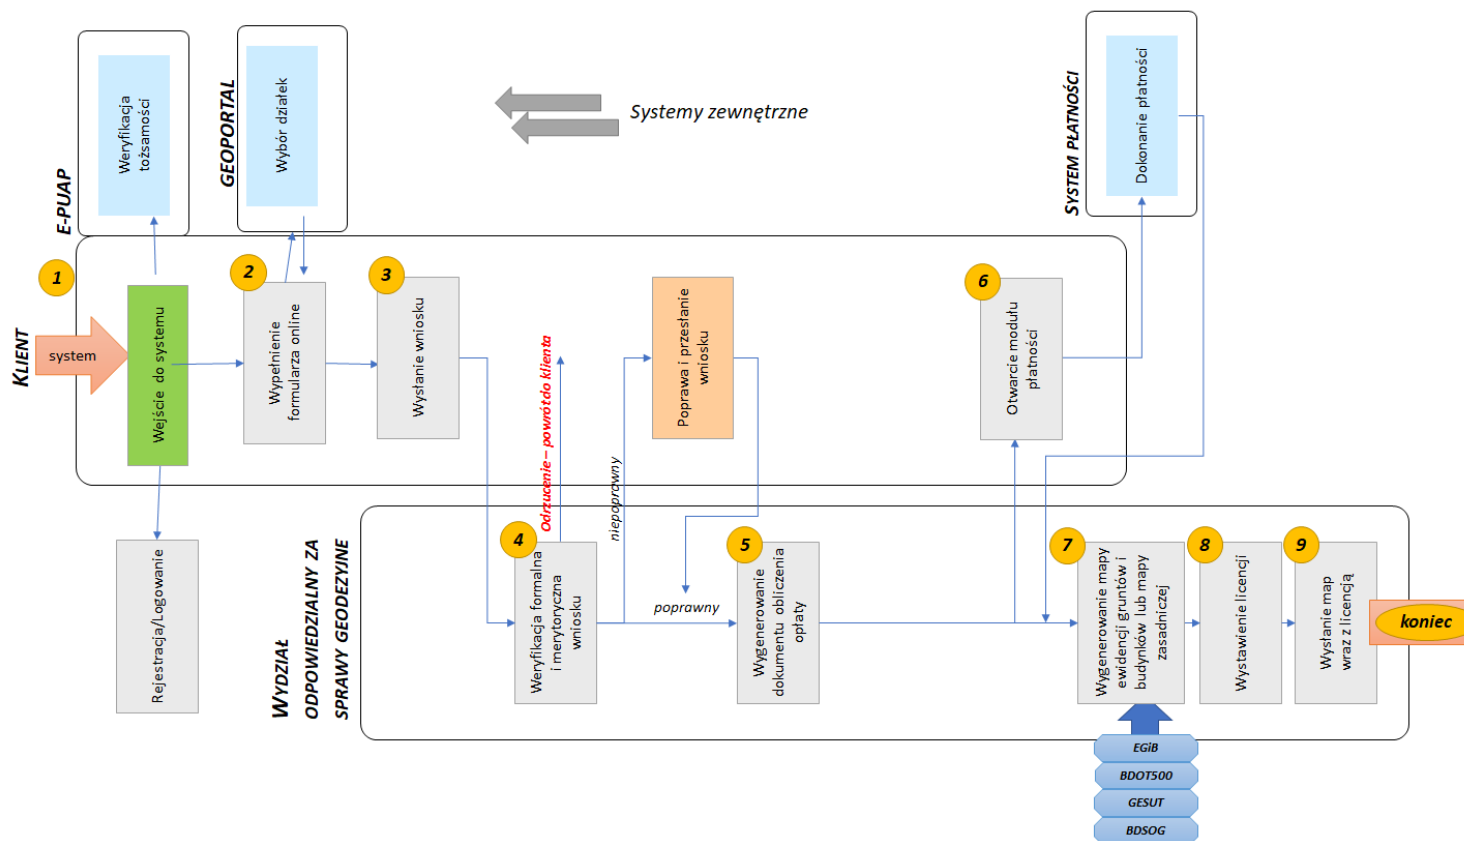 E-PUAP
Weryfikacja
tożsamości
GEOPORTAL
Wybór działek
Systemy zewnętrzne
SYSTEM PŁATNOŚCI
Dokonanie płatności
KLIENT
system
1
Wejście do systemu
2
Wypełnienie
formularza online
3
Wysłanie wniosku
Odrzucenie – powrót do klienta
niepoprawny
Poprawa i przesłanie
wniosku
6
Otwarcie modułu
płatności
Rejestracja/Logowanie
WYDZIAŁ
ODPOWIEDZIALNY ZA
SPRAWY GEODEZYJNE
4
Weryfikacja formalna
i merytoryczna
wniosku
poprawny
5
Wygenerowanie
dokumentu obliczenia
opłaty
7
Wygenerowanie mapy
ewidencji gruntów i
budynków lub mapy
zasadniczej
8
Wystawienie licencji
9
Wysłanie map
wraz z licencją
koniec
EGiB
BDOT500
GESUT
BDSOG